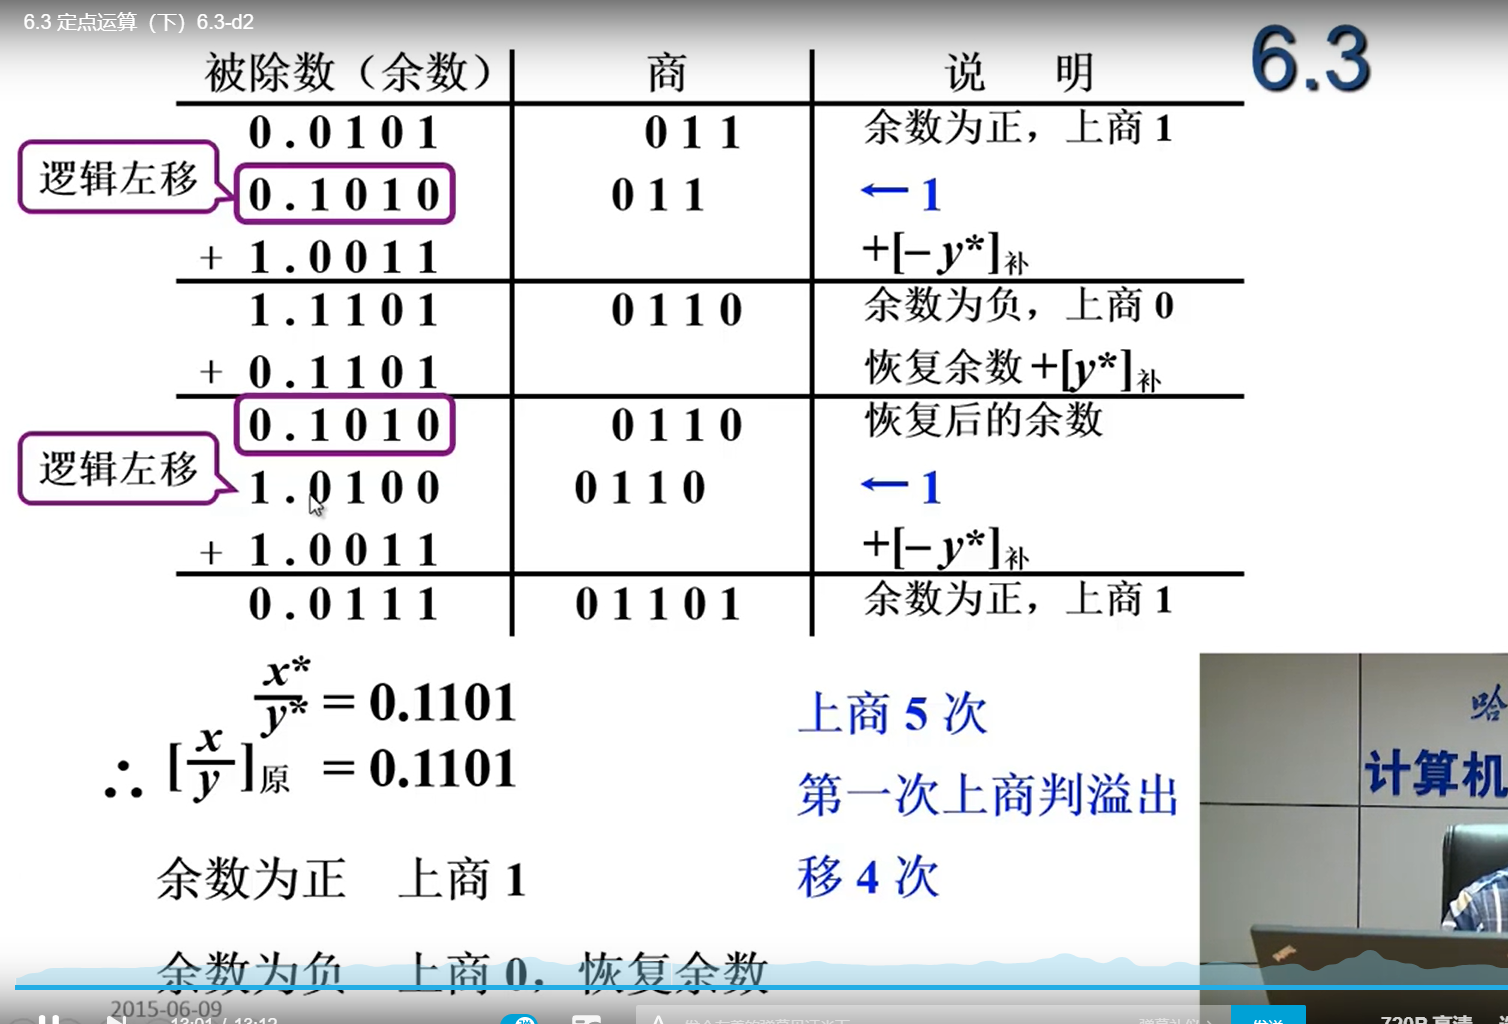 6.3 定点运算（下）6.3-d2
6.3
被除数（余数） 商 说 明
0.0101 011 余数为正，上商 1
逻辑左移
0.1010 011 ← 1
+ 1.0011 +[– y*]补
1.1101 0110 余数为负，上商 0
+ 0.1101 恢复余数+[y*]补
0.1010 0110 恢复后的余数
逻辑左移
1.0100 0110 ← 1
+ 1.0011 +[– y*]补
0.0111 01101 余数为正，上商 1
x*/y* = 0.1101
∴ [x/y]原 = 0.1101
上商 5 次
第一次上商判溢出
移 4 次
余数为正 上商 1
余数为负 上商 0，恢复余数
哈
计算机
2015-06-09
13:01 / 13:12
发送
720P 高清